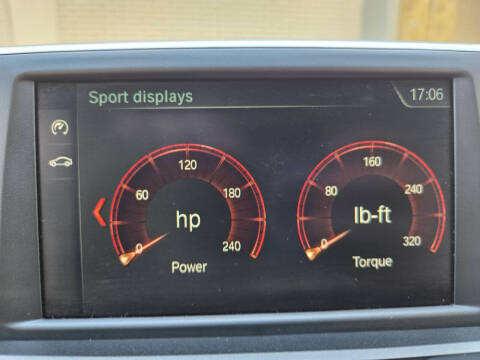 Sport displays 17:06
120 160
60 180 80 240
hp lb-ft
0 240 0 320
Power Torque